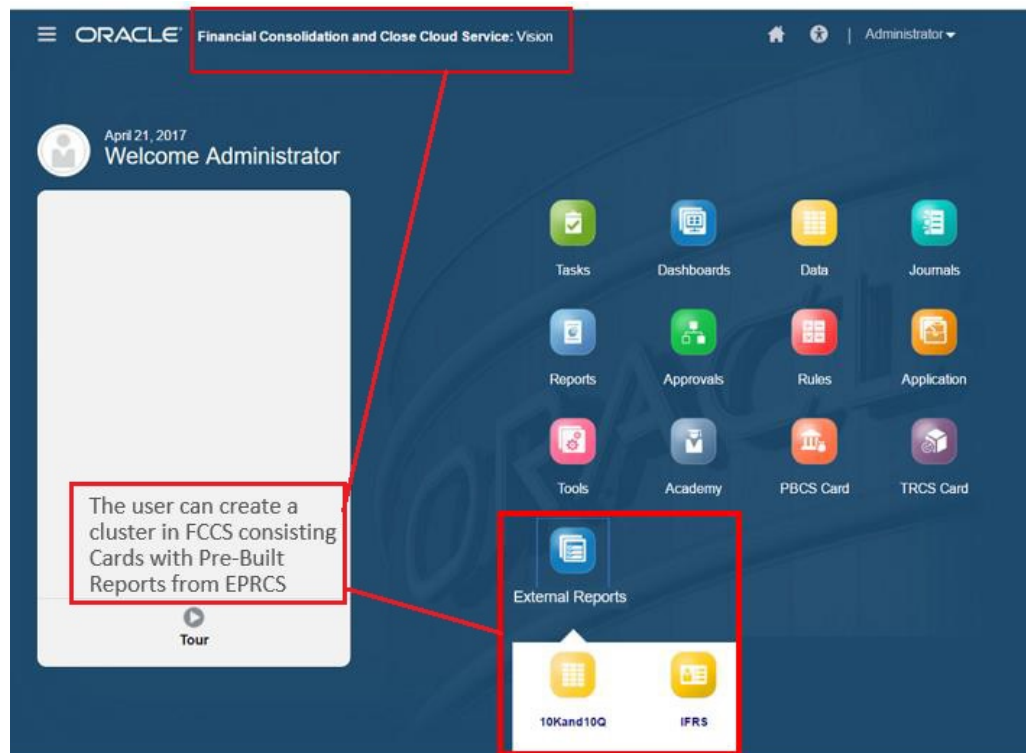 ORACLE Financial Consolidation and Close Cloud Service: Vision
Administrator
April 21, 2017
Welcome Administrator
Tasks
Dashboards
Data
Journals
Reports
Approvals
Rules
Application
Tools
Academy
PBCS Card
TRCS Card
The user can create a
cluster in FCCS consisting
Cards with Pre-Built
Reports from EPRCS
Tour
External Reports
10Kand10Q
IFRS
ORACL